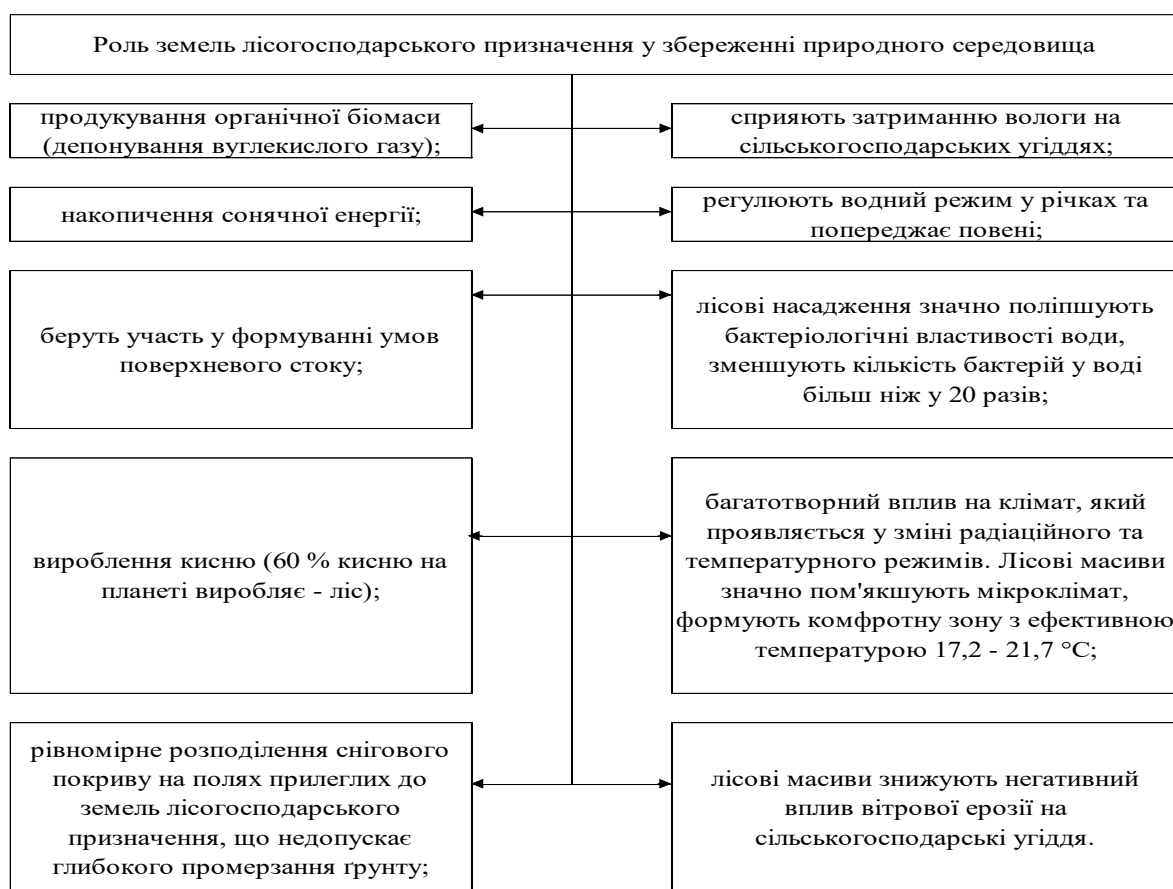 Роль земель лісогосподарського призначення у збереженні природного середовища
продукування органічної біомаси
(депонування вуглекислого газу);
сприяють затриманню вологи на
сільськогосподарських угіддях;
накопичення сонячної енергії;
регулюють водний режим у річках та
попереджає повені;
беруть участь у формуванні умов
поверхневого стоку;
лісові насадження значно поліпшують
бактеріологічні властивості води,
зменшують кількість бактерій у воді
більш ніж у 20 разів;
вироблення кисню (60 % кисню на
планеті виробляє - ліс);
багатотворний вплив на клімат, який
проявляється у зміні радіаційного та
температурного режимів. Лісові масиви
значно пом'якшують мікроклімат,
формують комфротну зону з ефективною
температурою 17,2 - 21,7 °C;
рівномірне розподілення снігового
покриву на полях прилеглих до
земель лісогосподарського
призначення, що недопускає
глибокого промерзання ґрунту;
лісові масиви знижують негативний
вплив вітрової ерозії на
сільськогосподарські угіддя.